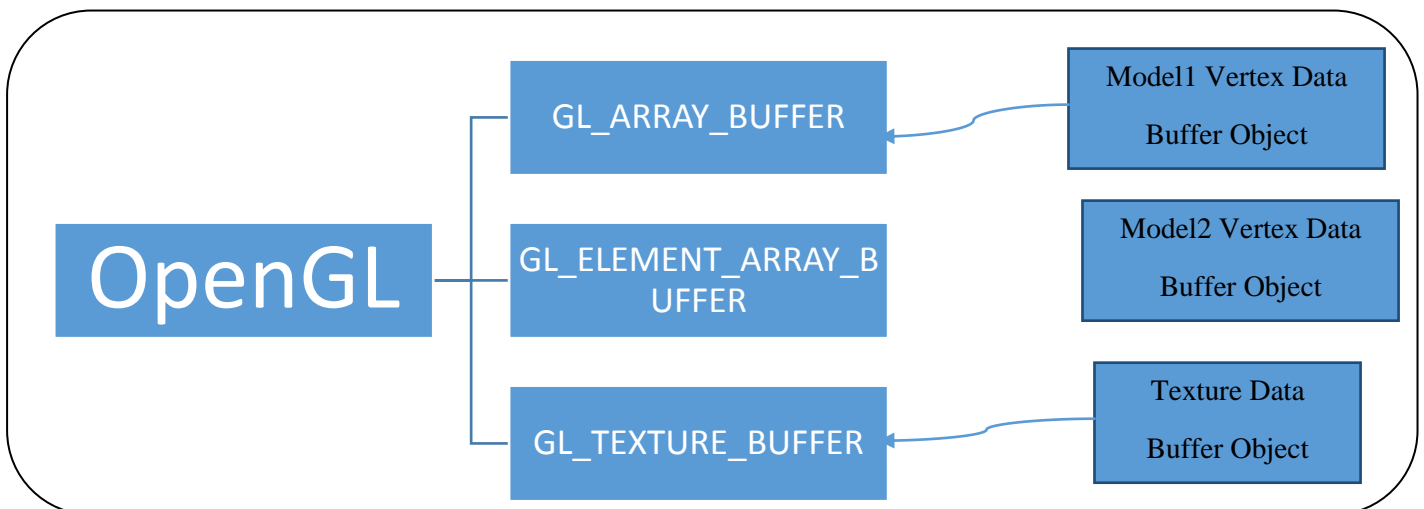 OpenGL
GL_ARRAY_BUFFER
GL_ELEMENT_ARRAY_B
UFFER
GL_TEXTURE_BUFFER
Model1 Vertex Data
Buffer Object
Model2 Vertex Data
Buffer Object
Texture Data
Buffer Object